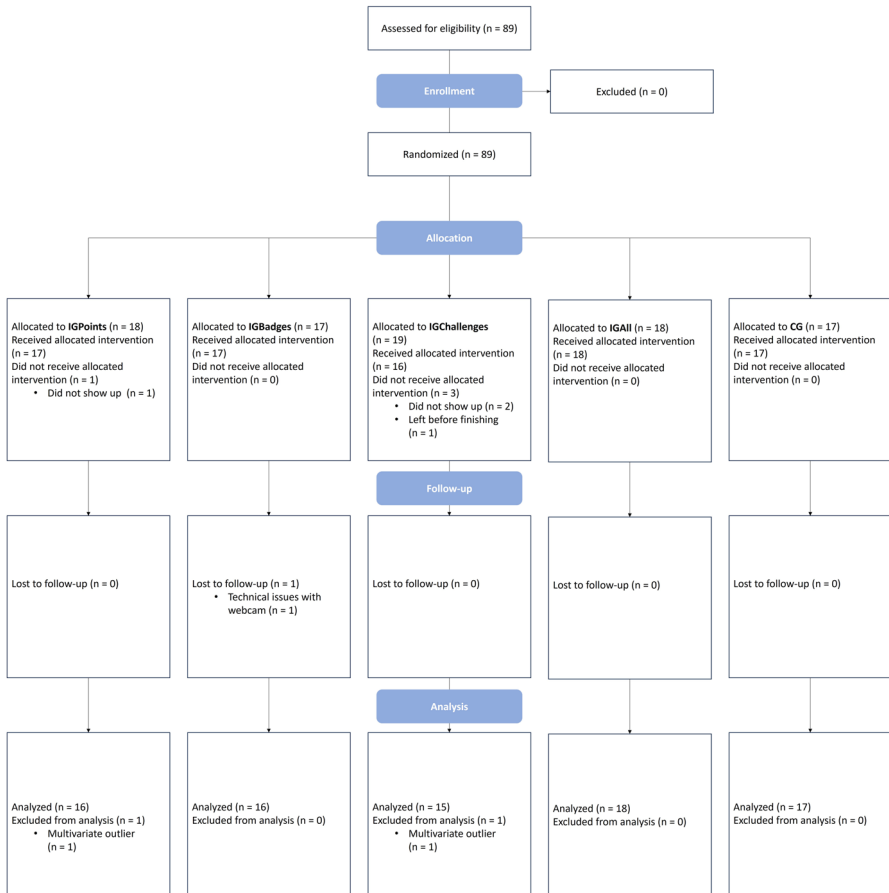 Assessed for eligibility (n = 89)
Enrollment
Excluded (n = 0)
Randomized (n = 89)
Allocation
Allocated to IGPoints (n = 18)
Received allocated intervention
(n = 17)
Did not receive allocated
intervention (n = 1)
• Did not show up (n = 1)
Allocated to IGBadges (n = 17)
Received allocated intervention
(n = 17)
Did not receive allocated
intervention (n = 0)
Allocated to IGChallenges
(n = 19)
Received allocated intervention
(n = 16)
Did not receive allocated
intervention (n = 3)
• Did not show up (n = 2)
• Left before finishing
(n = 1)
Allocated to IGAll (n = 18)
Received allocated intervention
(n = 18)
Did not receive allocated
intervention (n = 0)
Allocated to CG (n = 17)
Received allocated intervention
(n = 17)
Did not receive allocated
intervention (n = 0)
Follow-up
Lost to follow-up (n = 0)
Lost to follow-up (n = 1)
• Technical issues with
webcam (n = 1)
Lost to follow-up (n = 0)
Lost to follow-up (n = 0)
Lost to follow-up (n = 0)
Analysis
Analyzed (n = 16)
Excluded from analysis (n = 1)
• Multivariate outlier
(n = 1)
Analyzed (n = 16)
Excluded from analysis (n = 0)
Analyzed (n = 15)
Excluded from analysis (n = 1)
• Multivariate outlier
(n = 1)
Analyzed (n = 18)
Excluded from analysis (n = 0)
Analyzed (n = 17)
Excluded from analysis (n = 0)